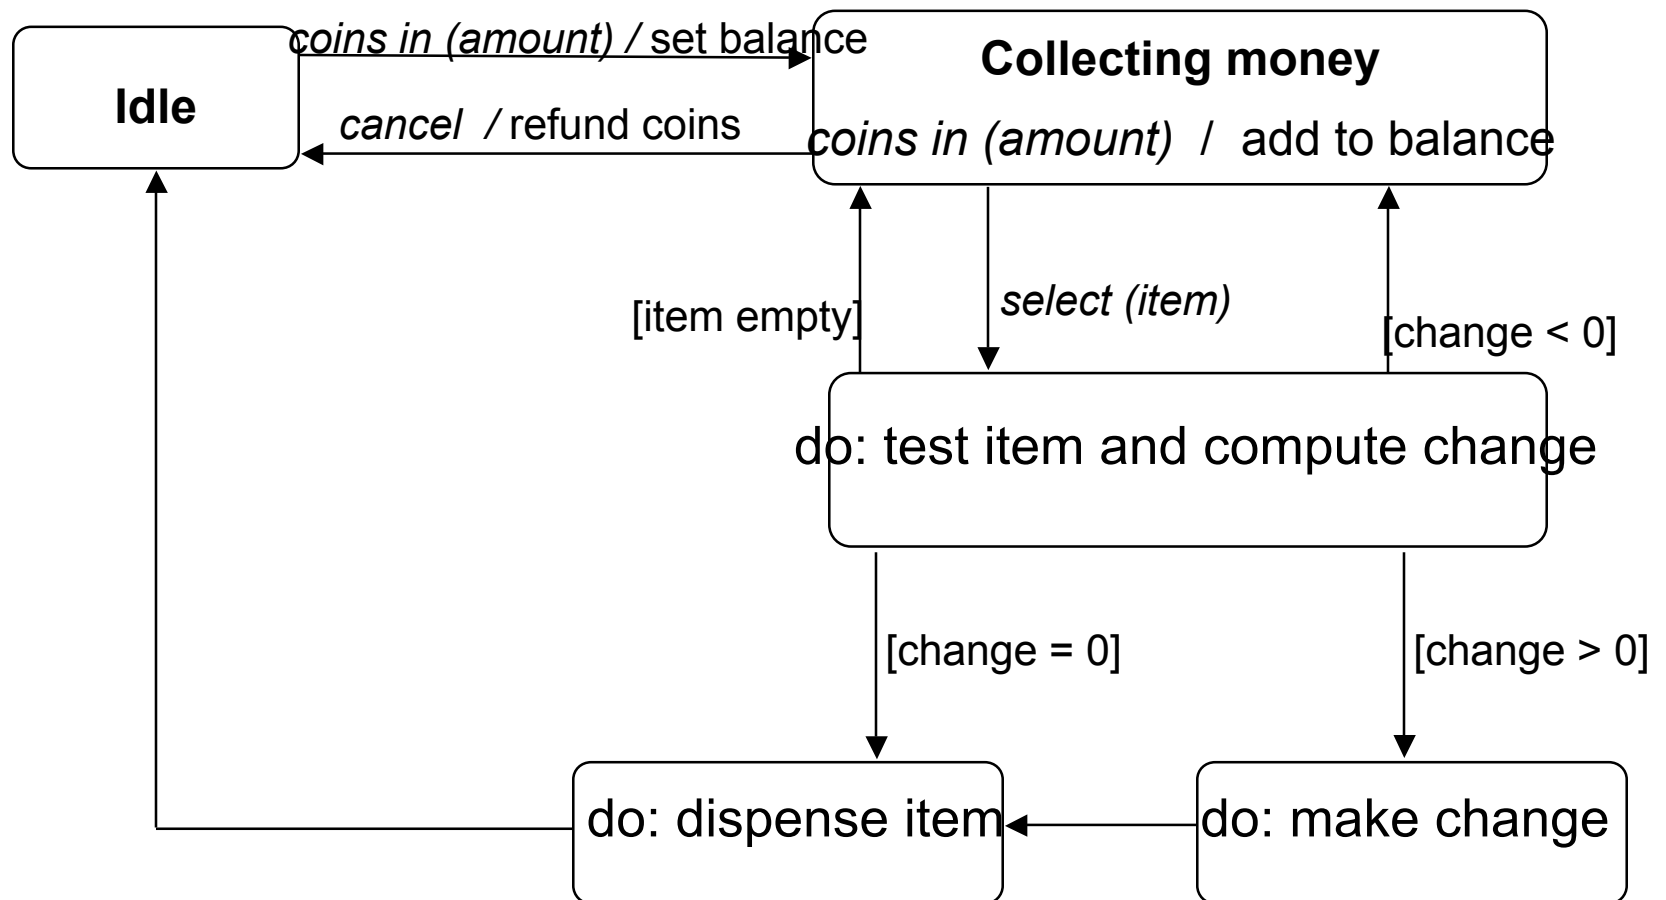 coins in (amount) / set balance
Idle
cancel / refund coins
Collecting money
coins in (amount) / add to balance
[item empty]
select (item)
[change < 0]
do: test item and compute change
[change = 0]
[change > 0]
do: dispense item
do: make change